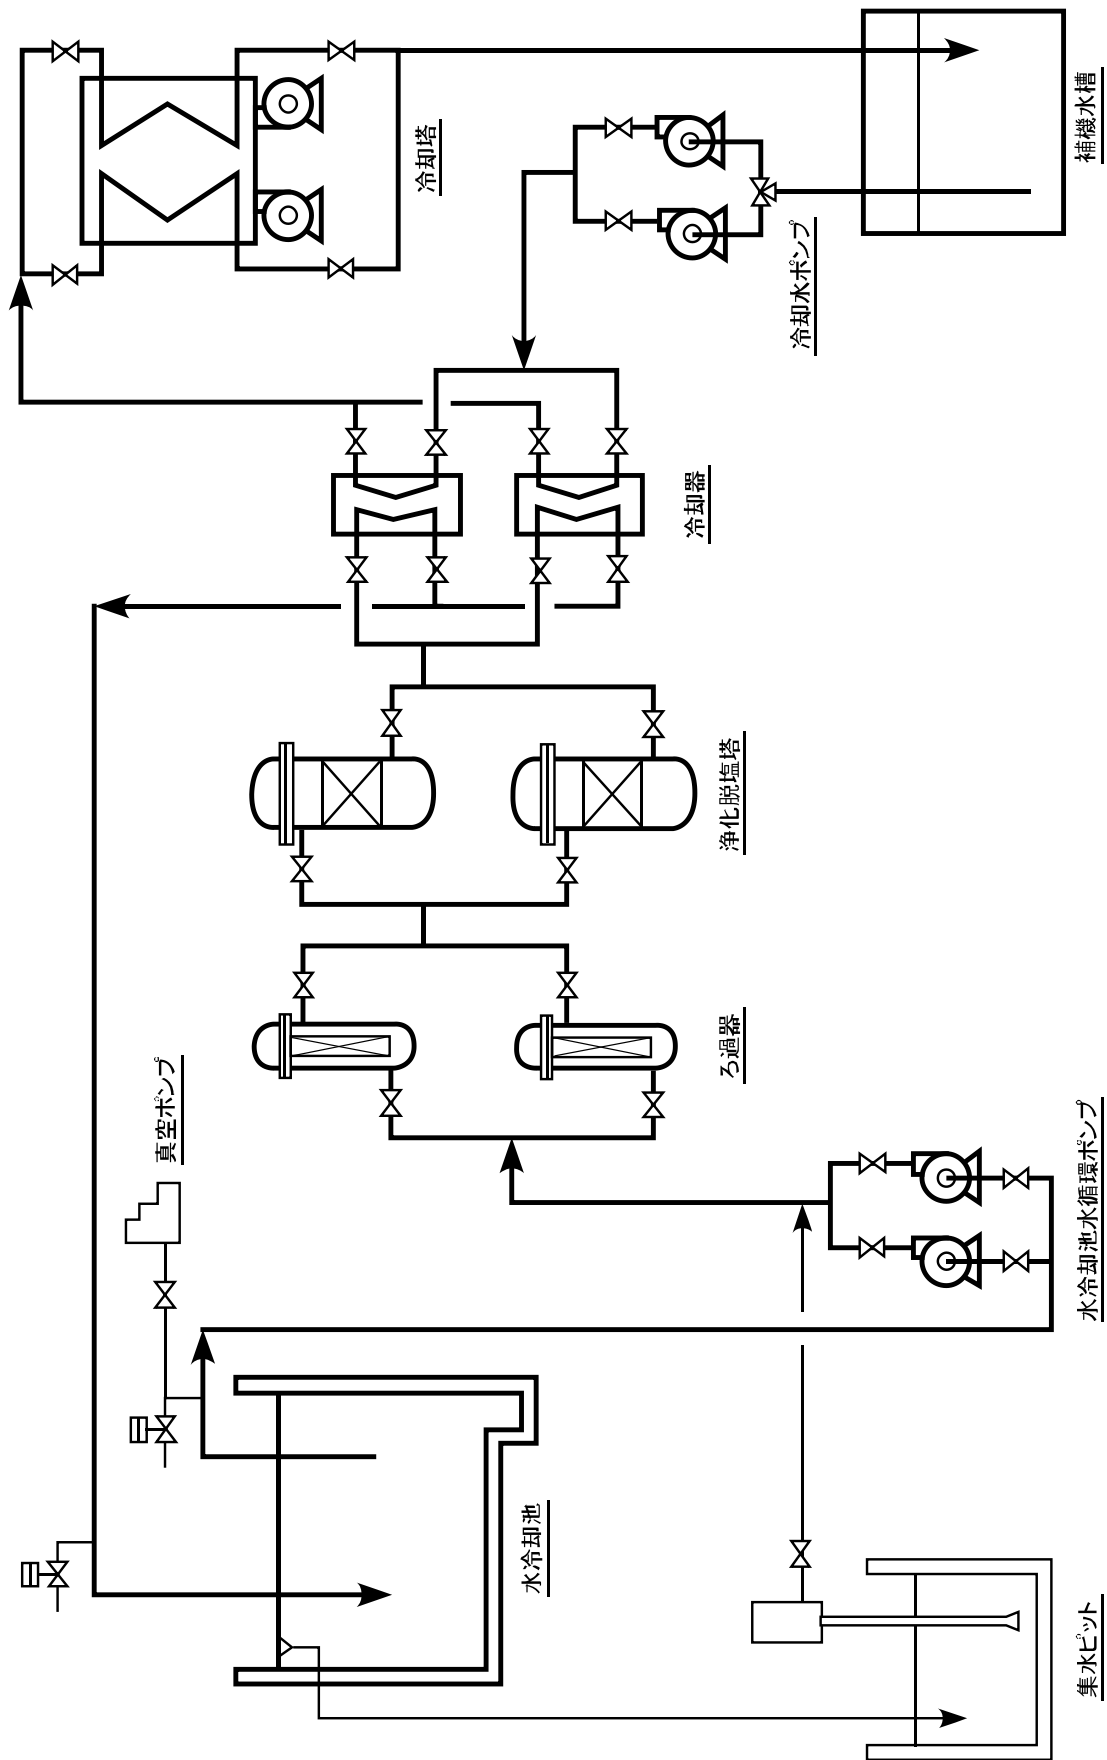 補機水槽
冷却塔
冷却水ポンプ
冷却器
浄化脱塩塔
ろ過器
真空ポンプ
水冷却池水循環ポンプ
水冷却池
集水ピット